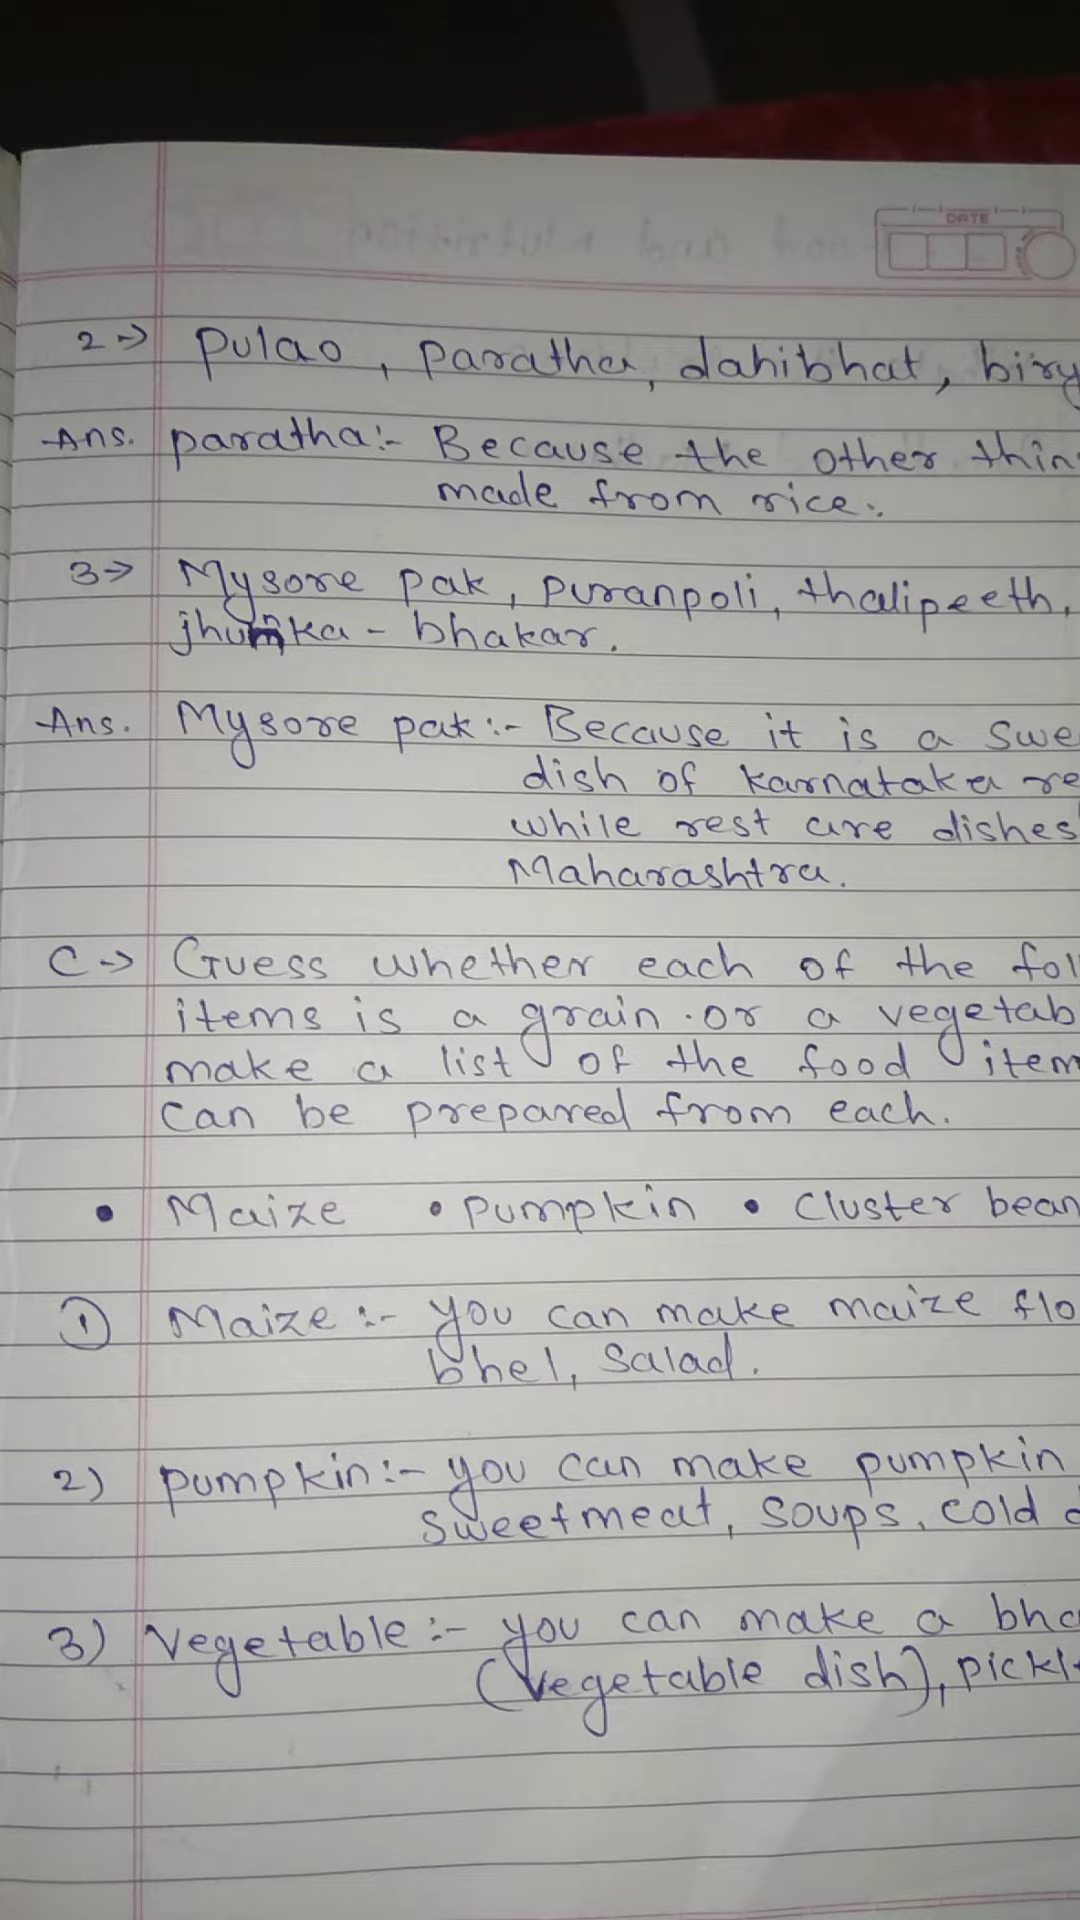 DATE
2→ Pulao, paratha, dahibhat, biry
Ans. paratha:- Because the other thin
made from rice.
3→ Mysore pak, puranpoli, thalipeeth,
jhunka - bhakar.
Ans. Mysore pak:- Because it is a swe
dish of karnataka re
while rest are dishes
Maharashtra.
C→ Guess whether each of the foll
items is a grain or a vegetab
make a list of the food item
can be prepared from each.
• Maize • Pumpkin • Cluster bean
① Maize:- you can make maize flo
bhel, salad.
2) pumpkin:- you can make pumpkin
sweetmeat, soups, cold d
3) Vegetable:- you can make a bha
(vegetable dish), pickl